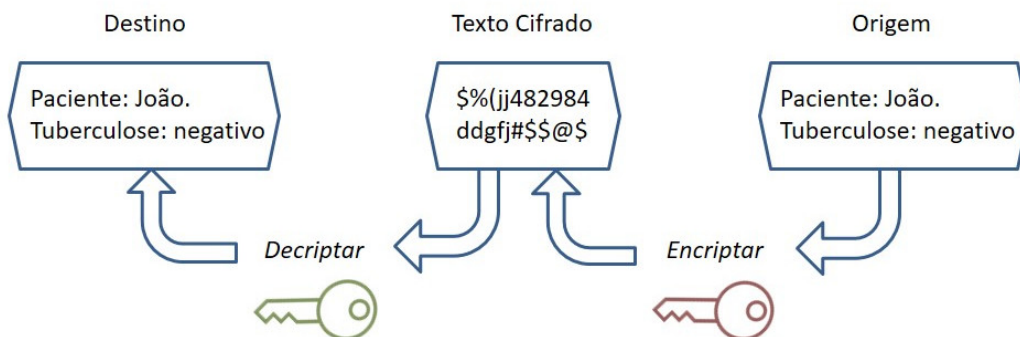 Destino
Texto Cifrado
Origem
Paciente: João.
Tuberculose: negativo
$%(jj482984
ddgfj#$$@$
Paciente: João.
Tuberculose: negativo
Decriptar
Encriptar